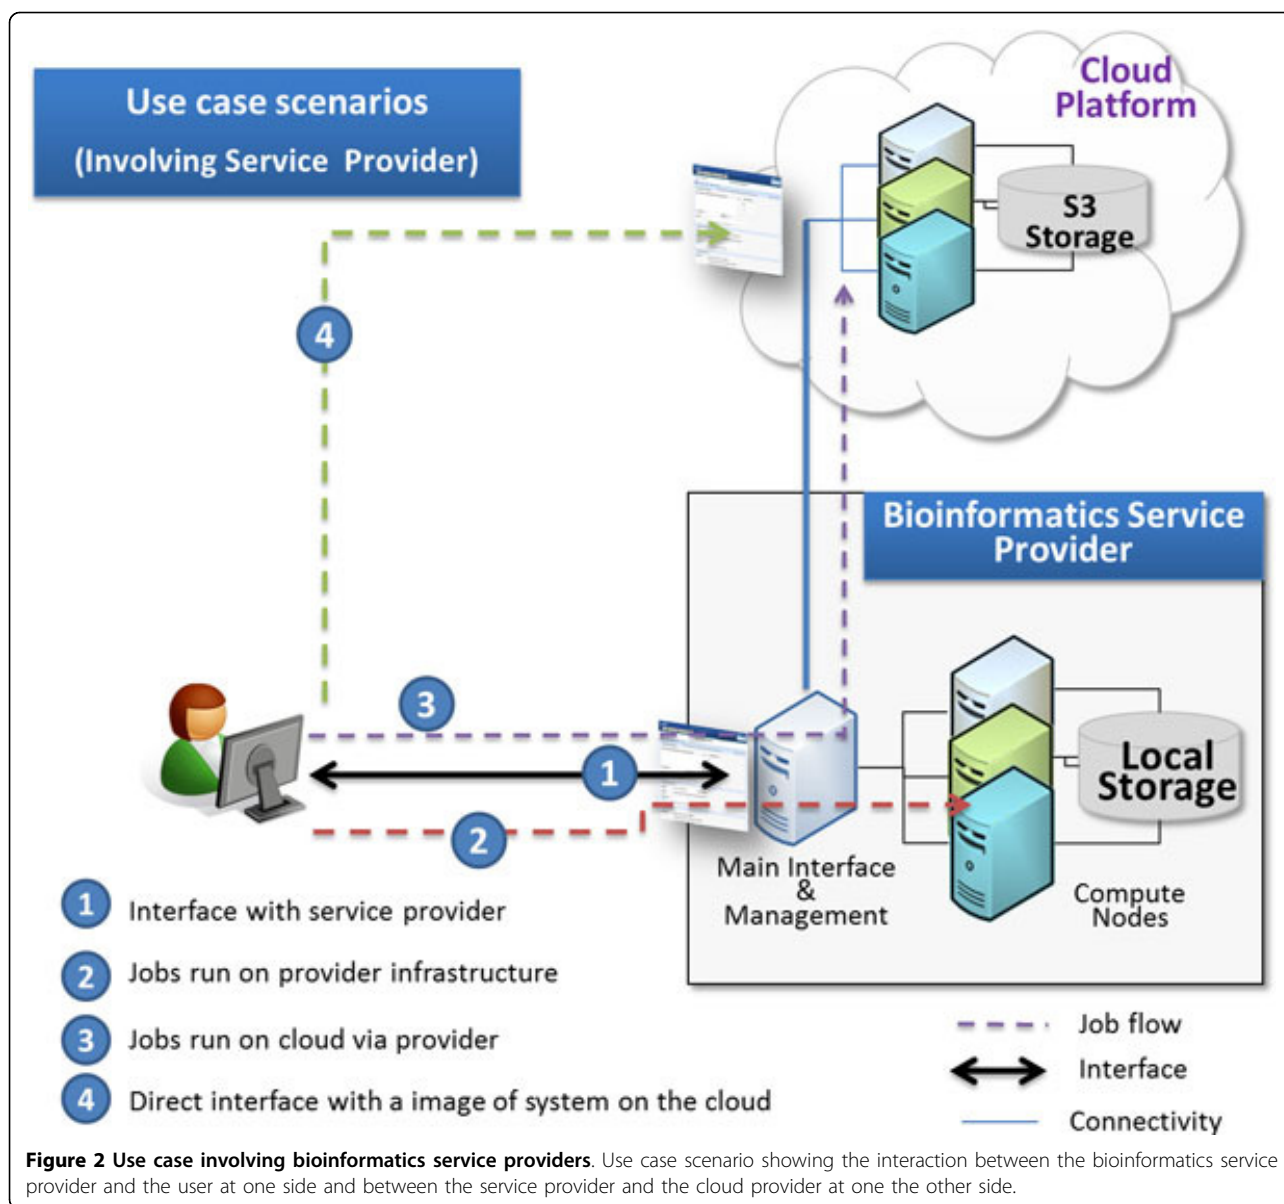 Use case scenarios
(Involving Service Provider)
Cloud
Platform
S3
Storage
4
Bioinformatics Service
Provider
3
1
2
Local
Storage
Main Interface
&
Management
Compute
Nodes
1 Interface with service provider
2 Jobs run on provider infrastructure
3 Jobs run on cloud via provider
4 Direct interface with a image of system on the cloud
Job flow
Interface
Connectivity
Figure 2 Use case involving bioinformatics service providers. Use case scenario showing the interaction between the bioinformatics service
provider and the user at one side and between the service provider and the cloud provider at one the other side.